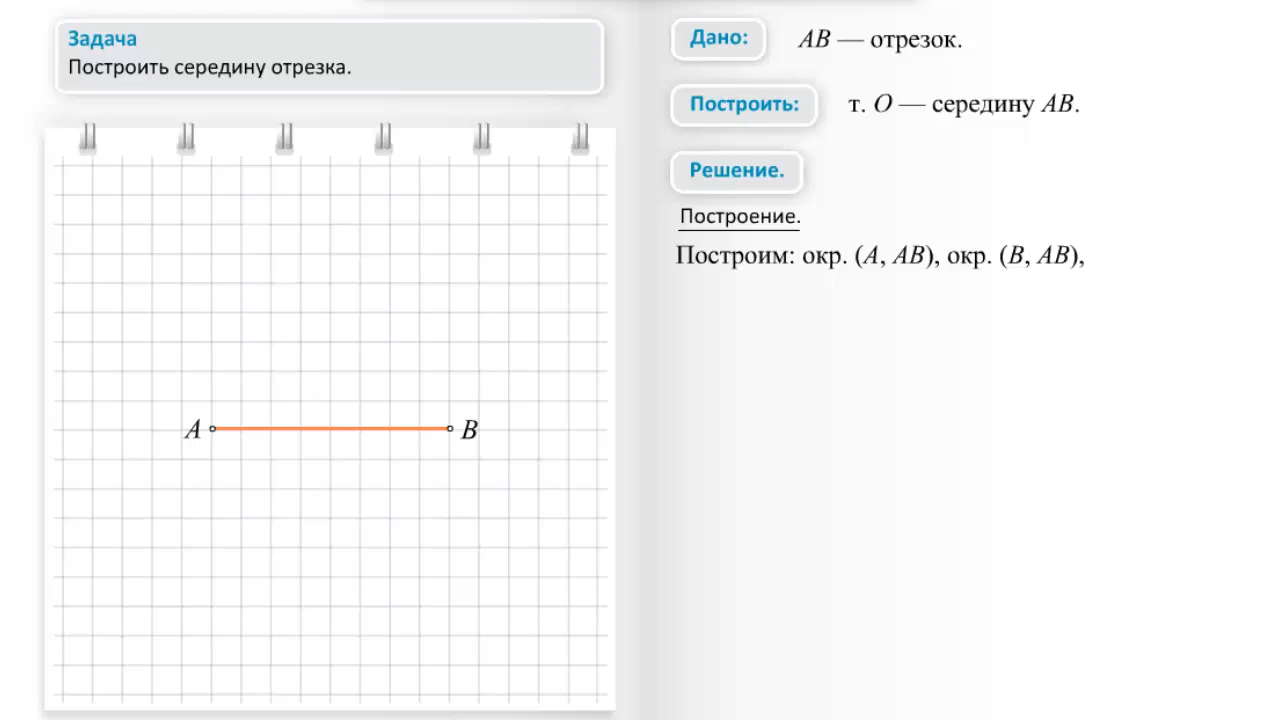 Задача
Построить середину отрезка.
A
B
Дано: AB — отрезок.
Построить: т. O — середину AB.
Решение.
Построение.
Построим: окр. (A, AB), окр. (B, AB),